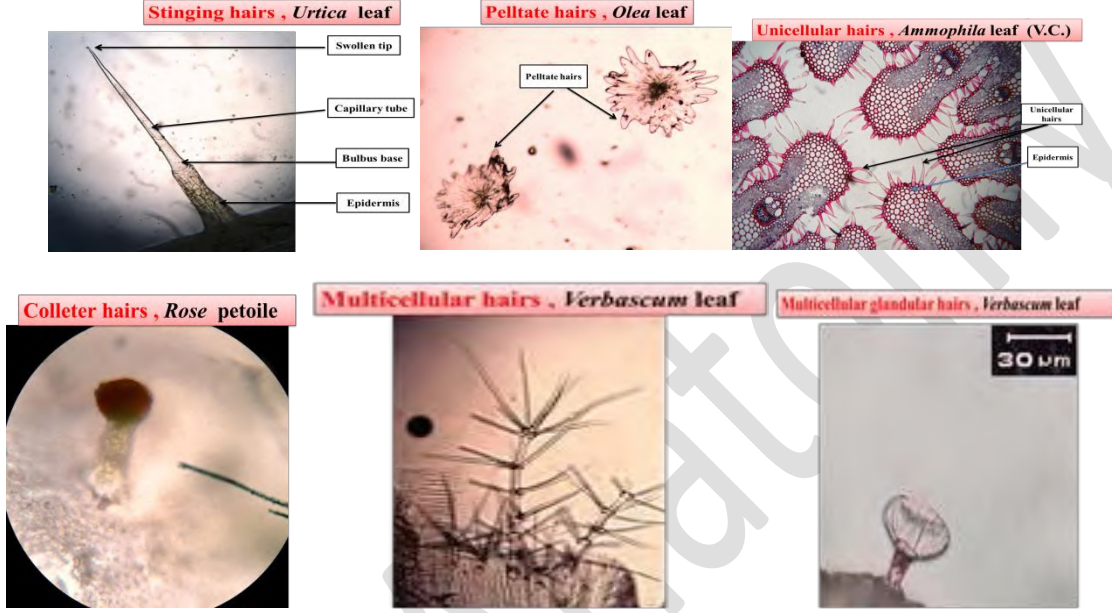 Stinging hairs , Urtica leaf
Swollen tip
Capillary tube
Bulbus base
Epidermis
Pelltate hairs , Olea leaf
Pelltate hairs
Unicellular hairs , Ammophila leaf (V.C.)
Unicellular
hairs
Epidermis
Colleter hairs , Rose petoile
Multicellular hairs , Verbascum leaf
Multicellular glandular hairs , Verbascum leaf
30 µm